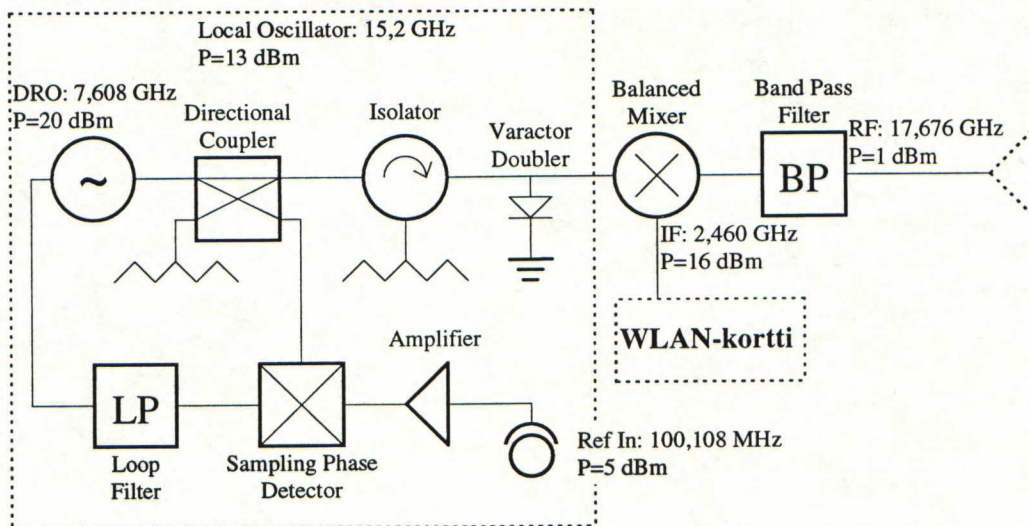 Local Oscillator: 15,2 GHz
P=13 dBm
DRO: 7,608 GHz
P=20 dBm
Directional
Coupler
Isolator
Varactor
Doubler
Balanced
Mixer
Band Pass
Filter
RF: 17,676 GHz
P=1 dBm
~
BP
IF: 2,460 GHz
P=16 dBm
WLAN-kortti
Amplifier
LP
Loop
Filter
Sampling Phase
Detector
Ref In: 100,108 MHz
P=5 dBm